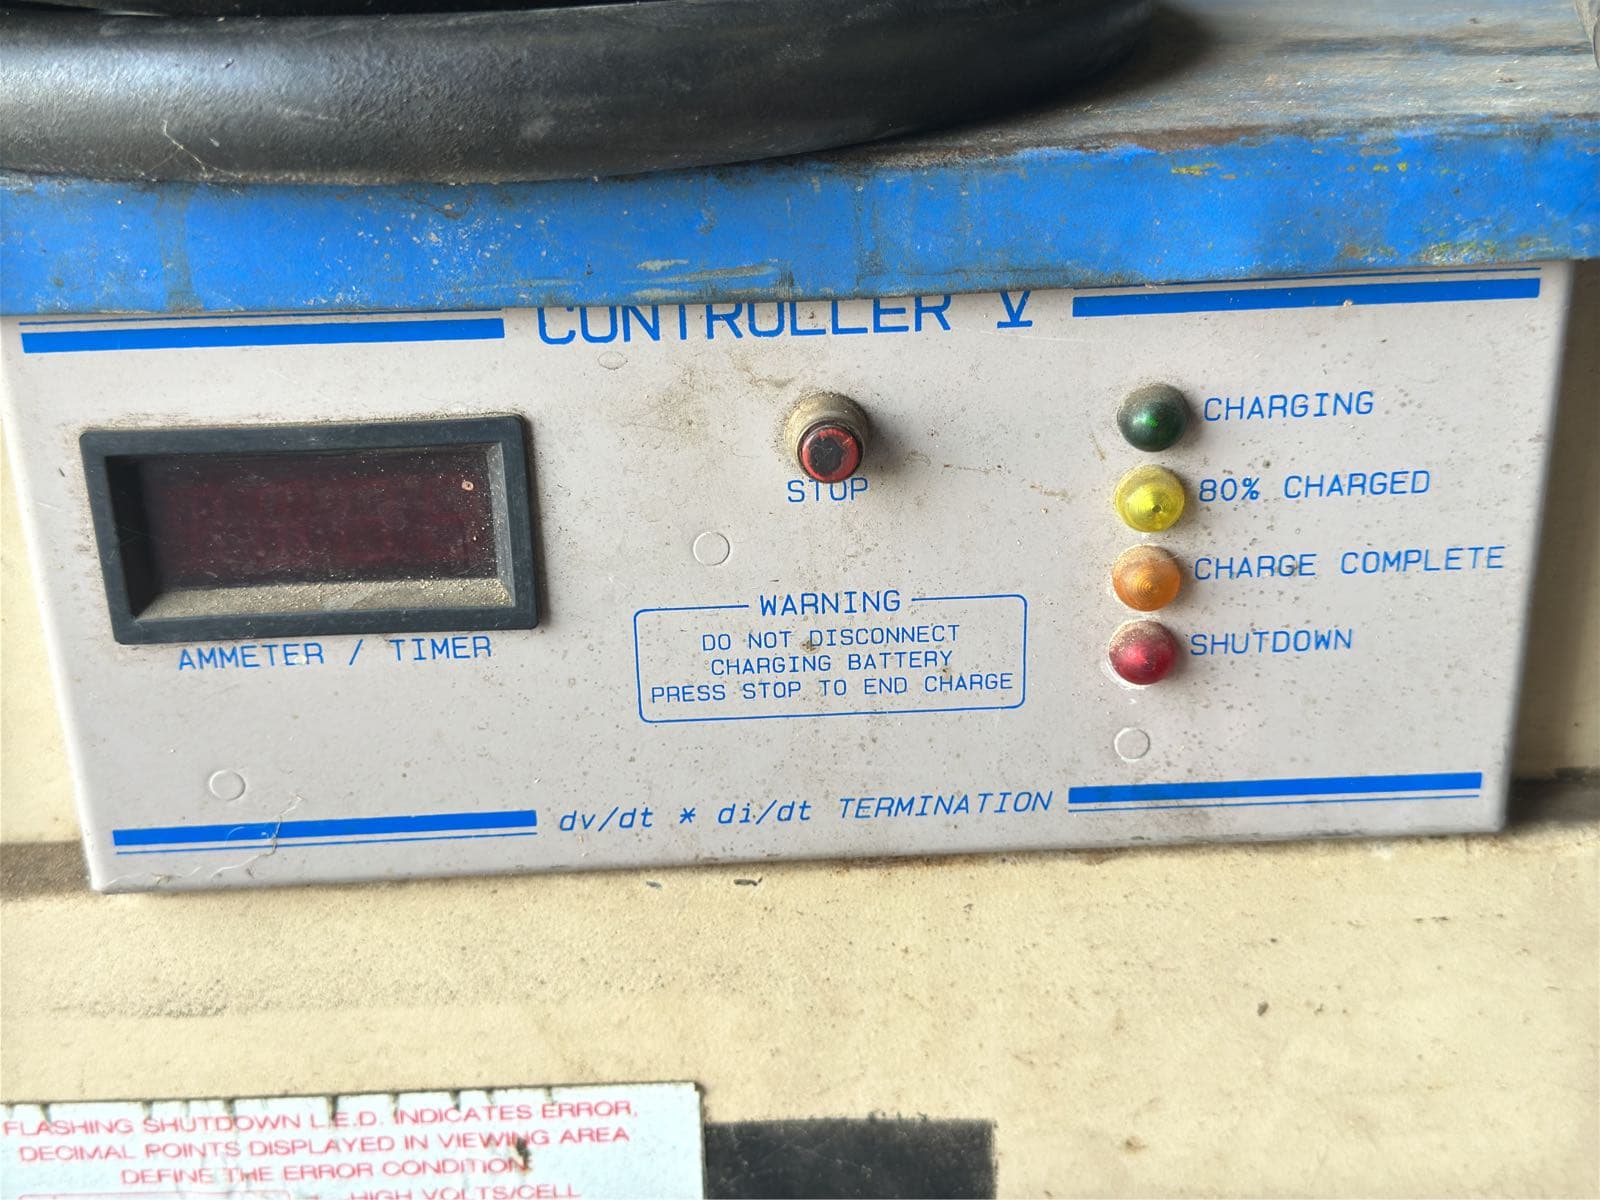 CONTROLLER V
CHARGING
80% CHARGED
STOP
CHARGE COMPLETE
WARNING
DO NOT DISCONNECT
CHARGING BATTERY
PRESS STOP TO END CHARGE
SHUTDOWN
AMMETER / TIMER
dv/dt * di/dt TERMINATION
FLASHING SHUTDOWN L.E.D. INDICATES ERROR,
DECIMAL POINTS DISPLAYED IN VIEWING AREA
DEFINE THE ERROR CONDITION:
HIGH VOLTS/CELL